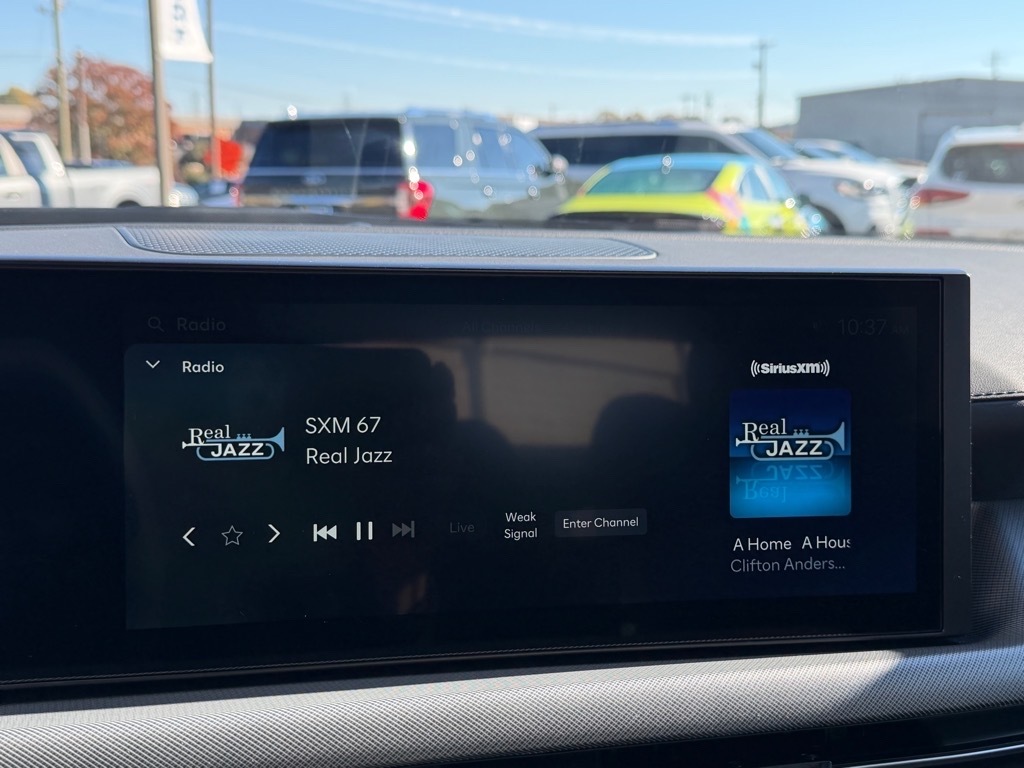 Radio
10:37
Radio
((SiriusXM))
Real
JAZZ
SXM 67
Real Jazz
Real
JAZZ
Live
Weak
Signal
Enter Channel
A Home A Hous
Clifton Anders...